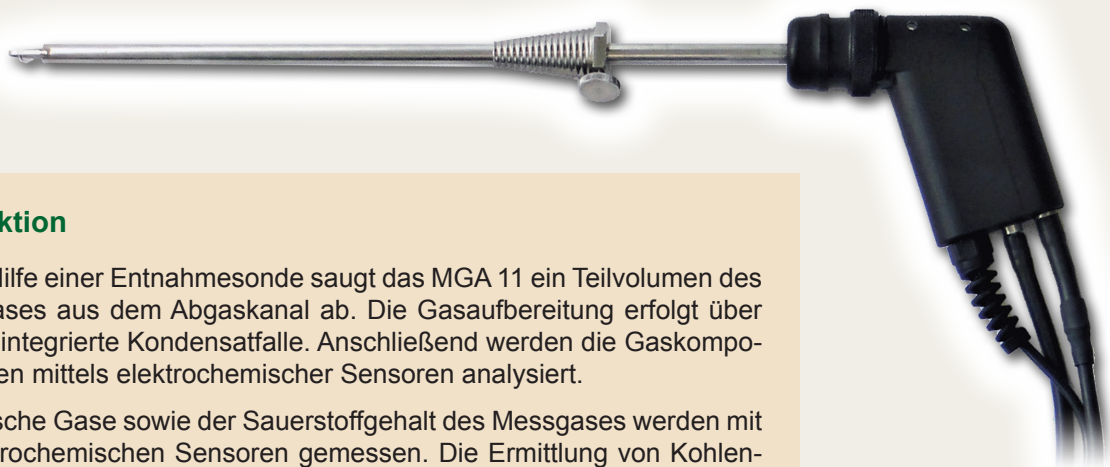 ktion
ilfe einer Entnahmesonde saugt das MGA 11 ein Teilvolumen des
ases aus dem Abgaskanal ab. Die Gasaufbereitung erfolgt über
integrierte Kondensatfalle. Anschließend werden die Gaskompo-
en mittels elektrochemischer Sensoren analysiert.
sche Gase sowie der Sauerstoffgehalt des Messgases werden mit
rochemischen Sensoren gemessen. Die Ermittlung von Kohlen-